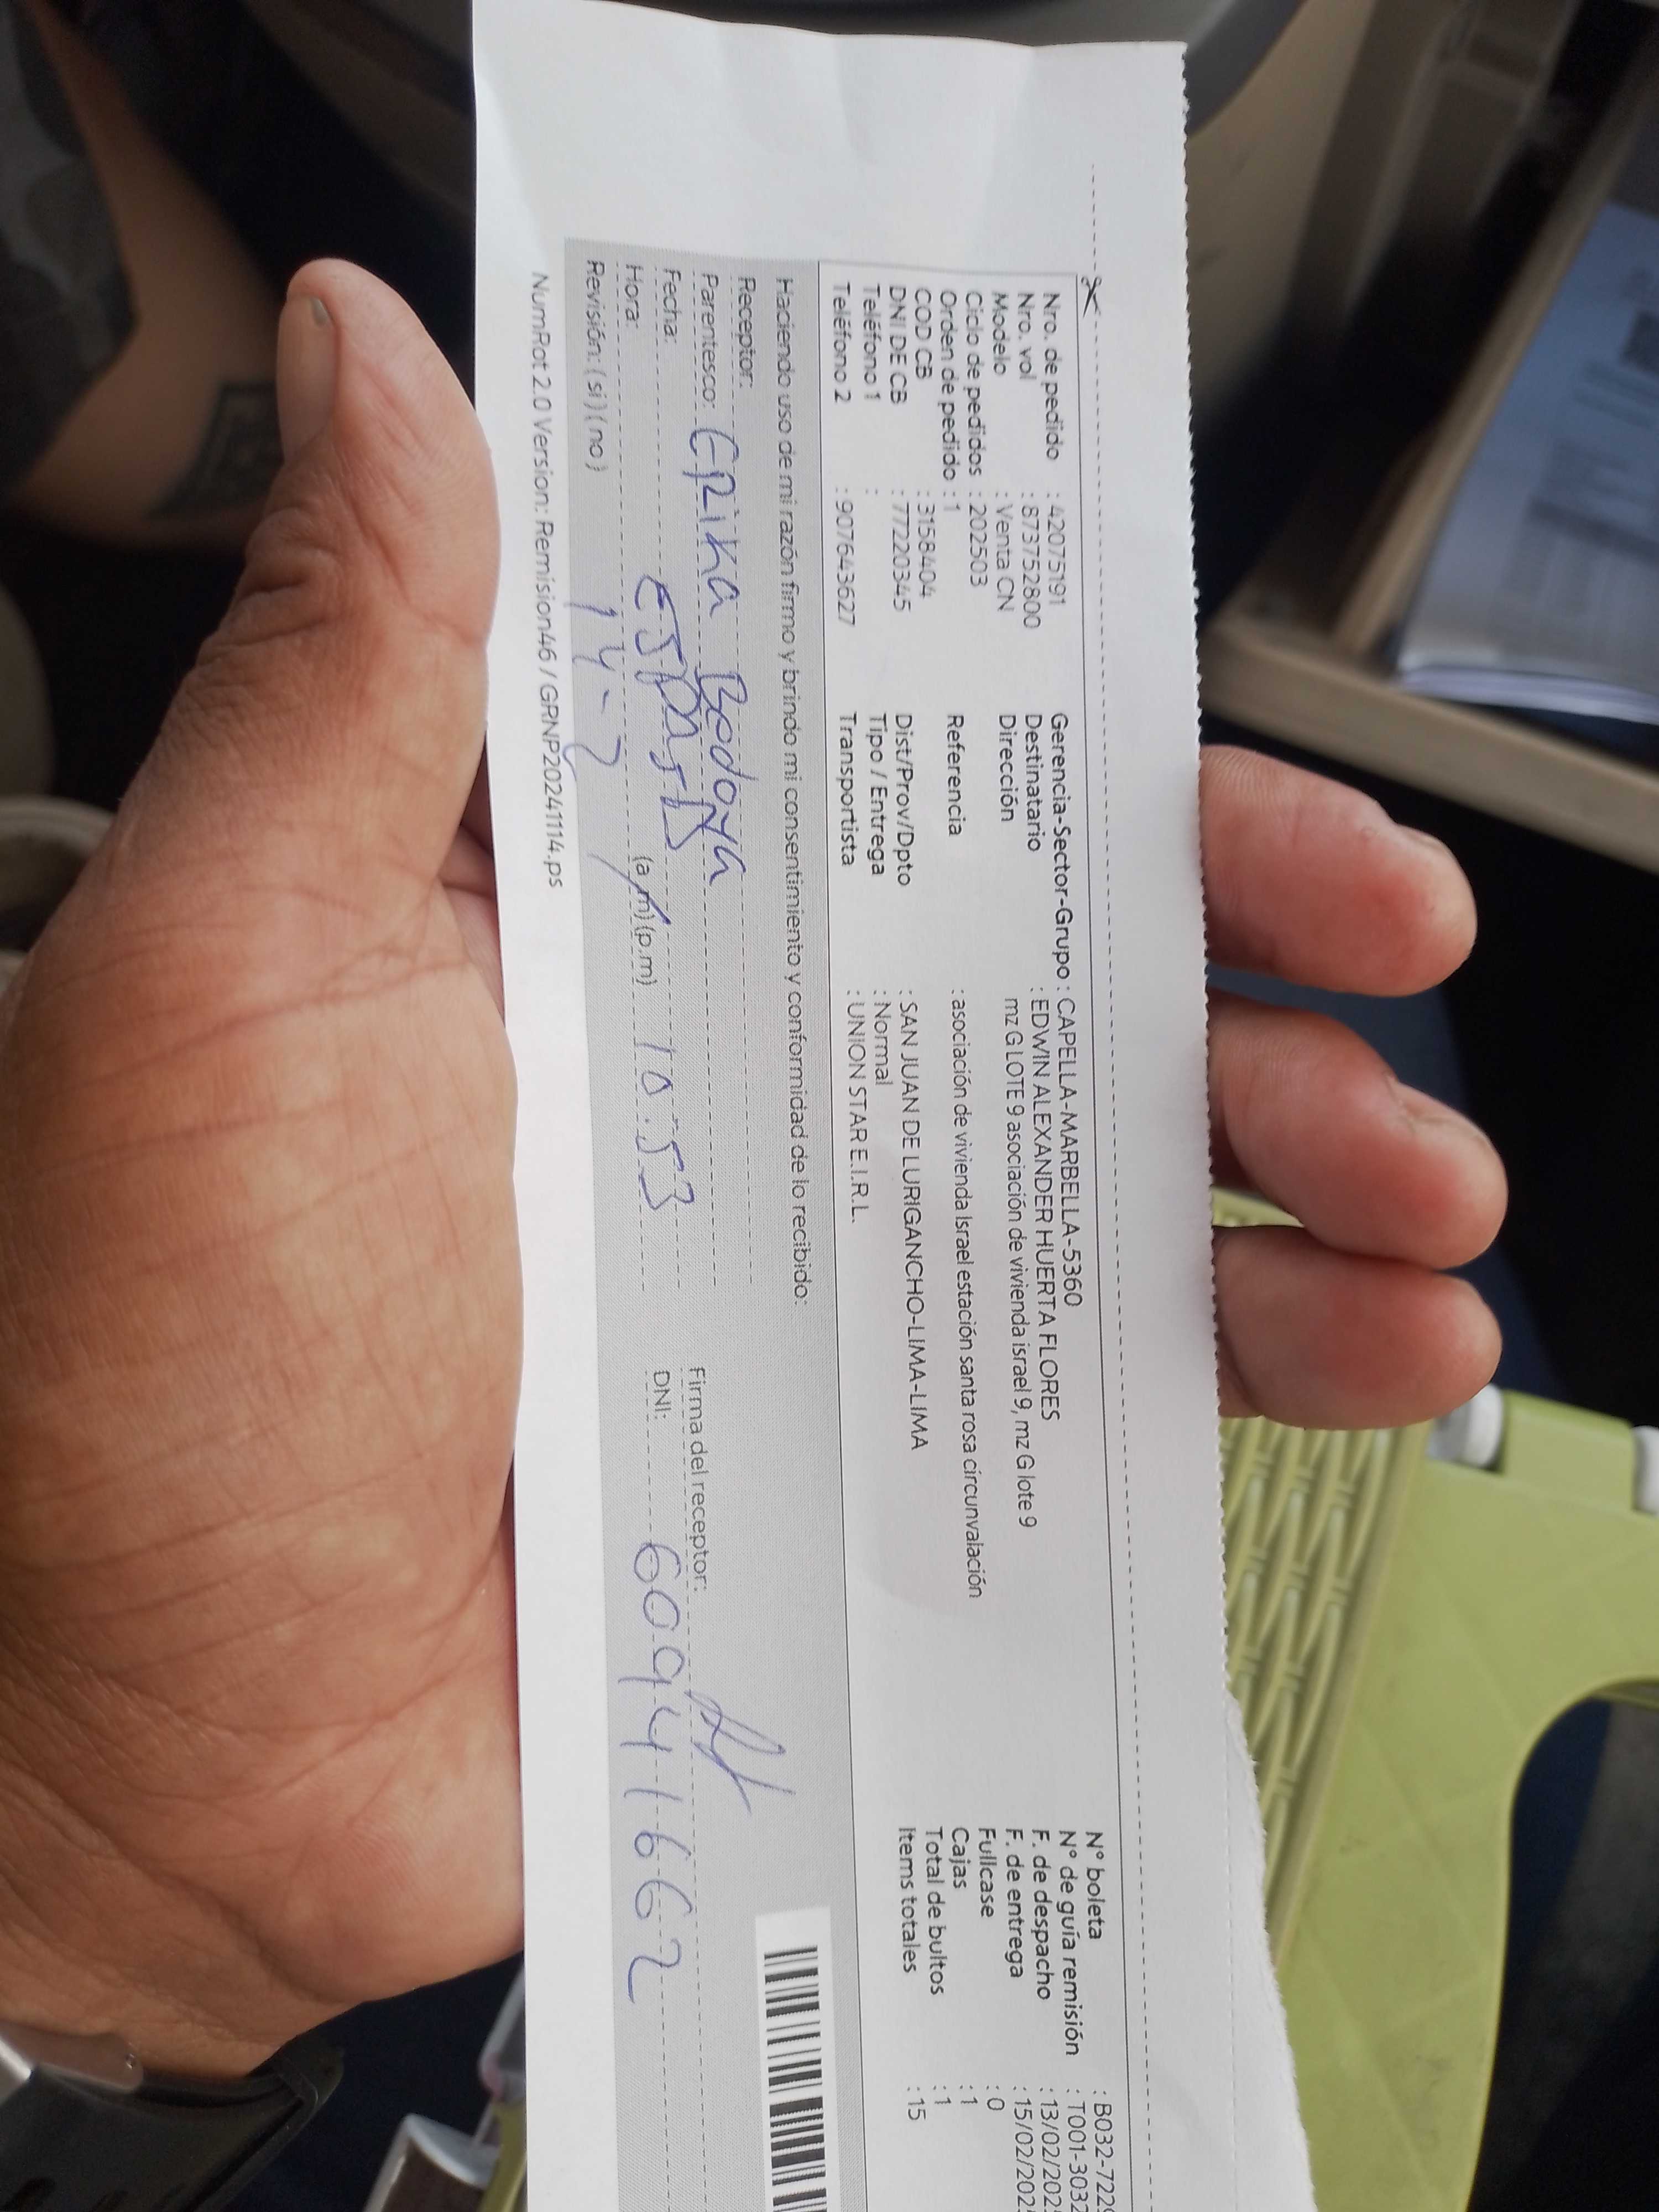 Nro. de pedido : 42075191
Nro. vol : 8737752800
Modelo : Venta CN
Ciclo de pedidos : 202503
Orden de pedido : 1
COD CB : 3158404
DNI DE CB : 77220345
Teléfono 1 :
Teléfono 2 : 907643627
Gerencia-Sector-Grupo : CAPELLA-MARBELLA-5360
Destinatario : EDWIN ALEXANDER HUERTA FLORES
Dirección mz G LOTE 9 asociación de vivienda israel 9, mz G lote 9
Referencia : asociación de vivienda Israel estación santa rosa circunvalación
Dist/Prov/Dpto : SAN JUAN DE LURIGANCHO-LIMA-LIMA
Tipo / Entrega : Normal
Transportista : UNION STAR E.I.R.L.
N° boleta : B032-722
N° de guía remisión : T001-3032
F. de despacho : 13/02/202
F. de entrega : 15/02/202
Fullcase : 0
Cajas : 1
Total de bultos : 1
Items totales : 15
Haciendo uso de mi razón firmo y brindo mi consentimiento y conformidad de lo recibido:
Receptor: Erika Bedoya
Parentesco: ESPOSA
Fecha: 14-2
Hora: (a.m) (p.m) 10:53
Revisión: ( si ) ( no )
Firma del receptor:
DNI: 60941662
NumRot 2.0 Version: Remision46 / GRNP20241114.ps